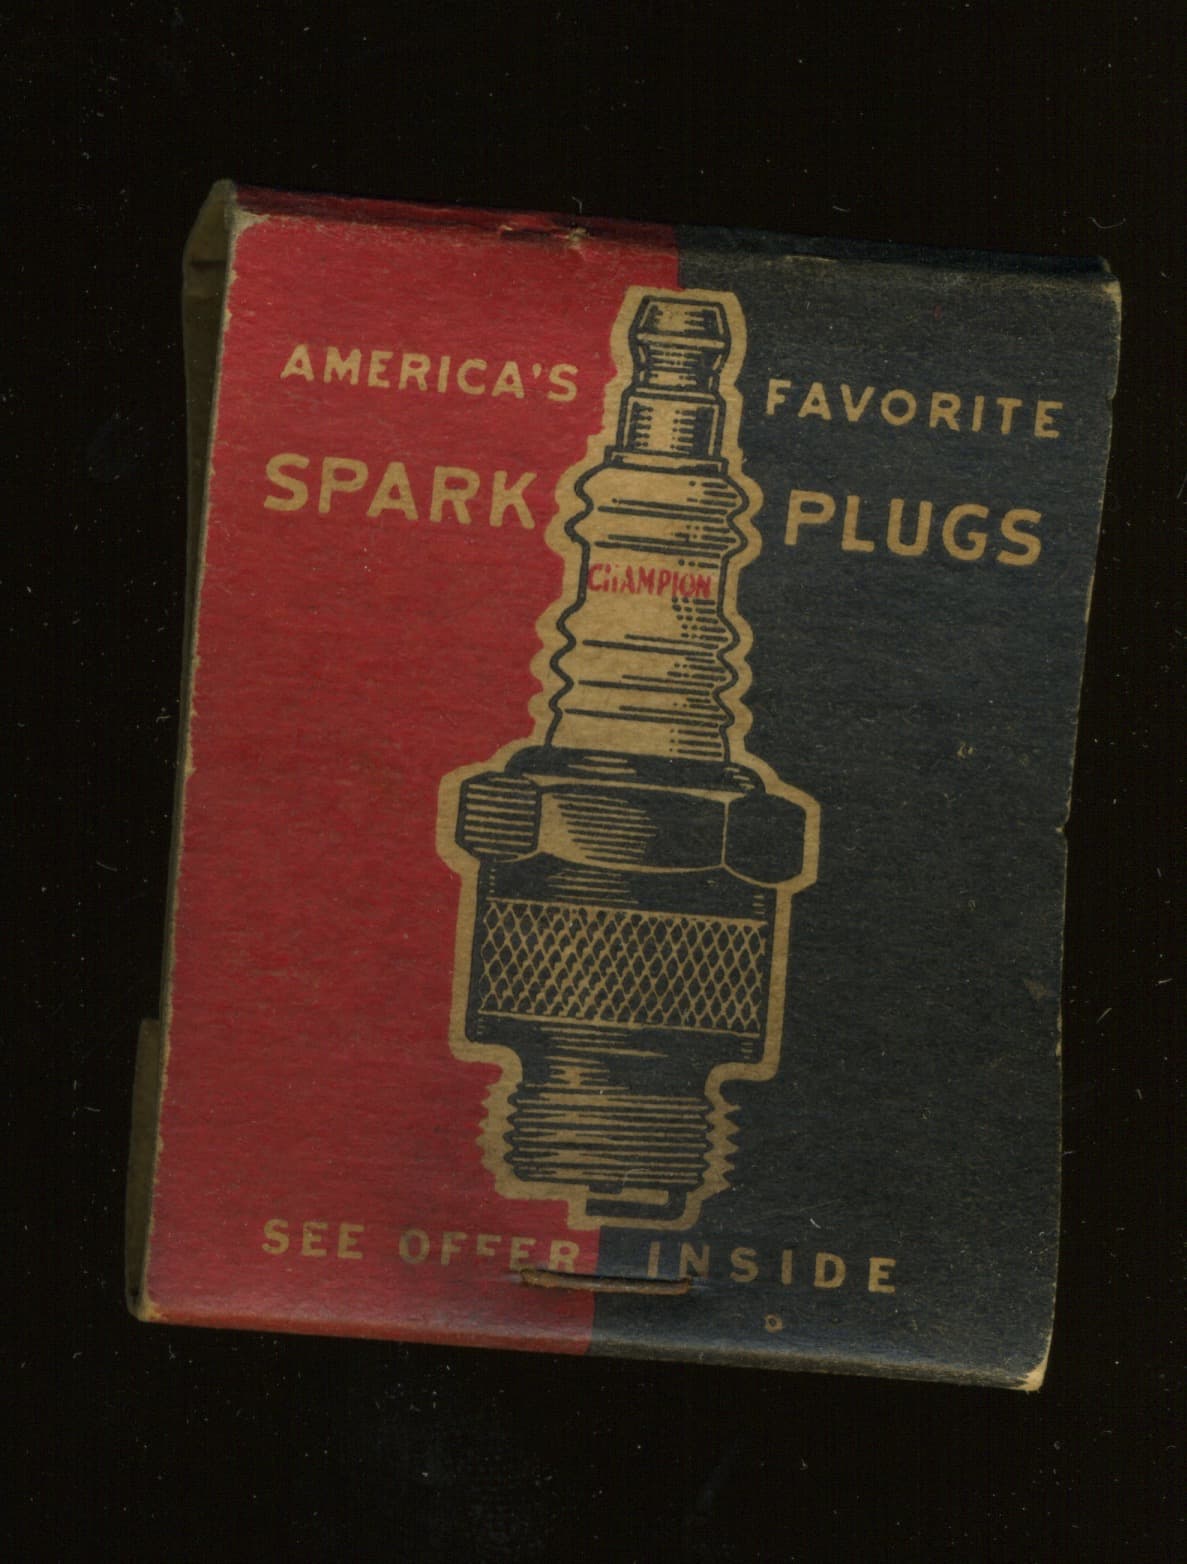 AMERICA'S FAVORITE
SPARK PLUGS
CHAMPION
SEE OFFER INSIDE